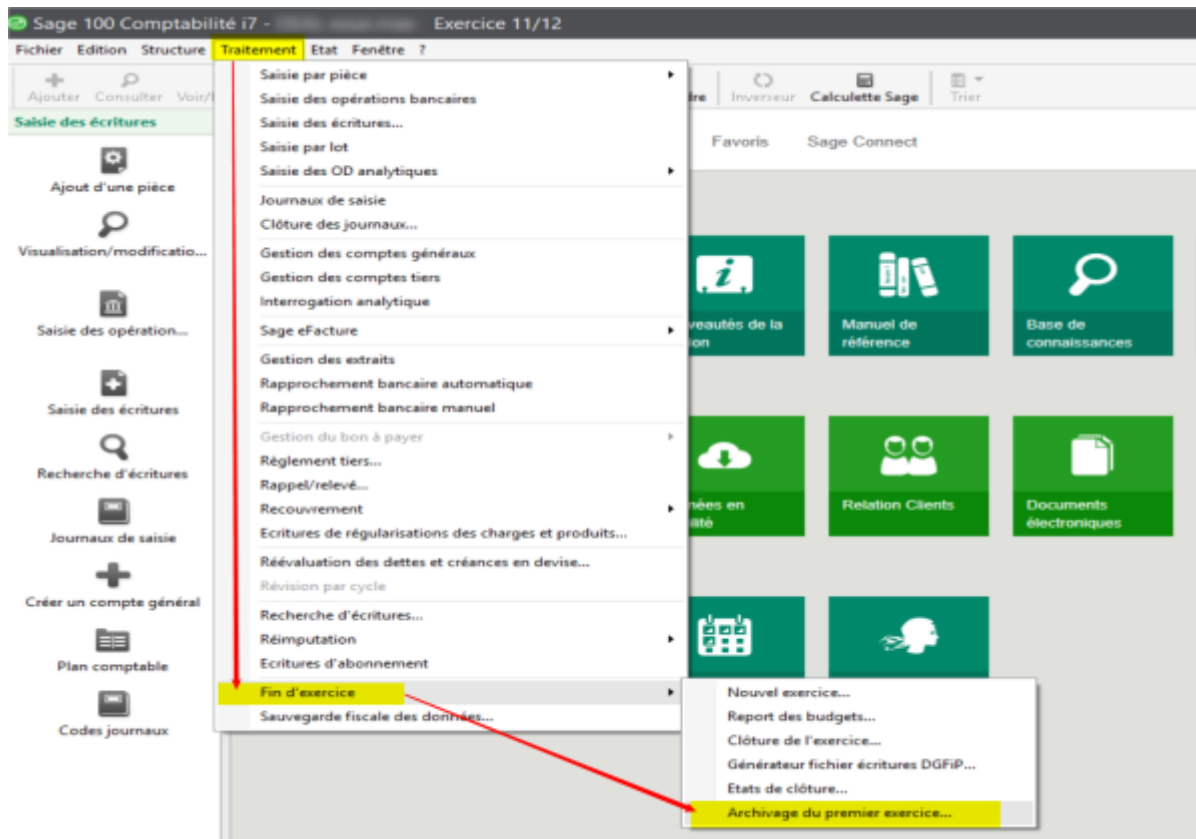 Sage 100 Comptabilité i7 - Exercice 11/12
Fichier Edition Structure Traitement Etat Fenêtre ?
Ajouter Consulter Inverseur Calculette Sage Trier
Saisie des écritures
Favoris Sage Connect
Ajout d'une pièce
Visualisation/modificatio...
Saisie des opération...
Saisie des écritures
Recherche d'écritures
Journaux de saisie
Créer un compte général
Plan comptable
Codes journaux
Saisie par pièce
Saisie des opérations bancaires
Saisie des écritures...
Saisie par lot
Saisie des OD analytiques
Journaux de saisie
Clôture des journaux...
Gestion des comptes généraux
Gestion des comptes tiers
Interrogation analytique
Sage eFacture
Gestion des extraits
Rapprochement bancaire automatique
Rapprochement bancaire manuel
Gestion du bon à payer
Règlement tiers...
Rappel/relevé...
Recouvrement
Ecritures de régularisations des charges et produits...
Réévaluation des dettes et créances en devise...
Révision par cycle
Recherche d'écritures...
Réimputation
Ecritures d'abonnement
Fin d'exercice
Sauvegarde fiscale des données...
Nouvel exercice...
Report des budgets...
Clôture de l'exercice...
Générateur fichier écritures DGFiP...
Etats de clôture...
Archivage du premier exercice...
veautés de la
ion
Manuel de
référence
Base de
connaissances
nées en
ilité
Relation Clients
Documents
électroniques